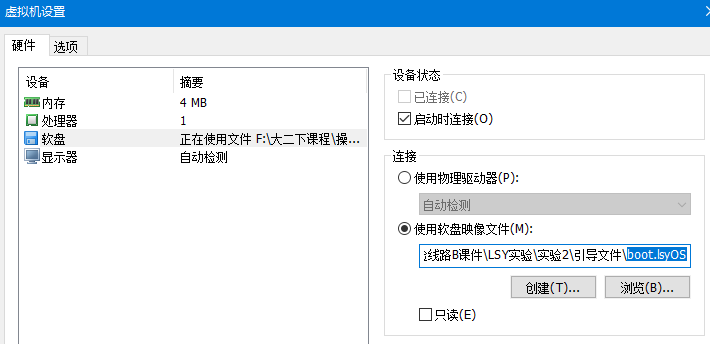 虚拟机设置
硬件 选项
设备 摘要
内存 4 MB
处理器 1
软盘 正在使用文件 F:\大二下课程\操...
显示器 自动检测
设备状态
已连接(C)
启动时连接(O)
连接
使用物理驱动器(P):
自动检测
使用软盘映像文件(M):
线路B课件\LSY实验\实验2\引导文件\boot.lsyOS
创建(T)... 浏览(B)...
只读(E)